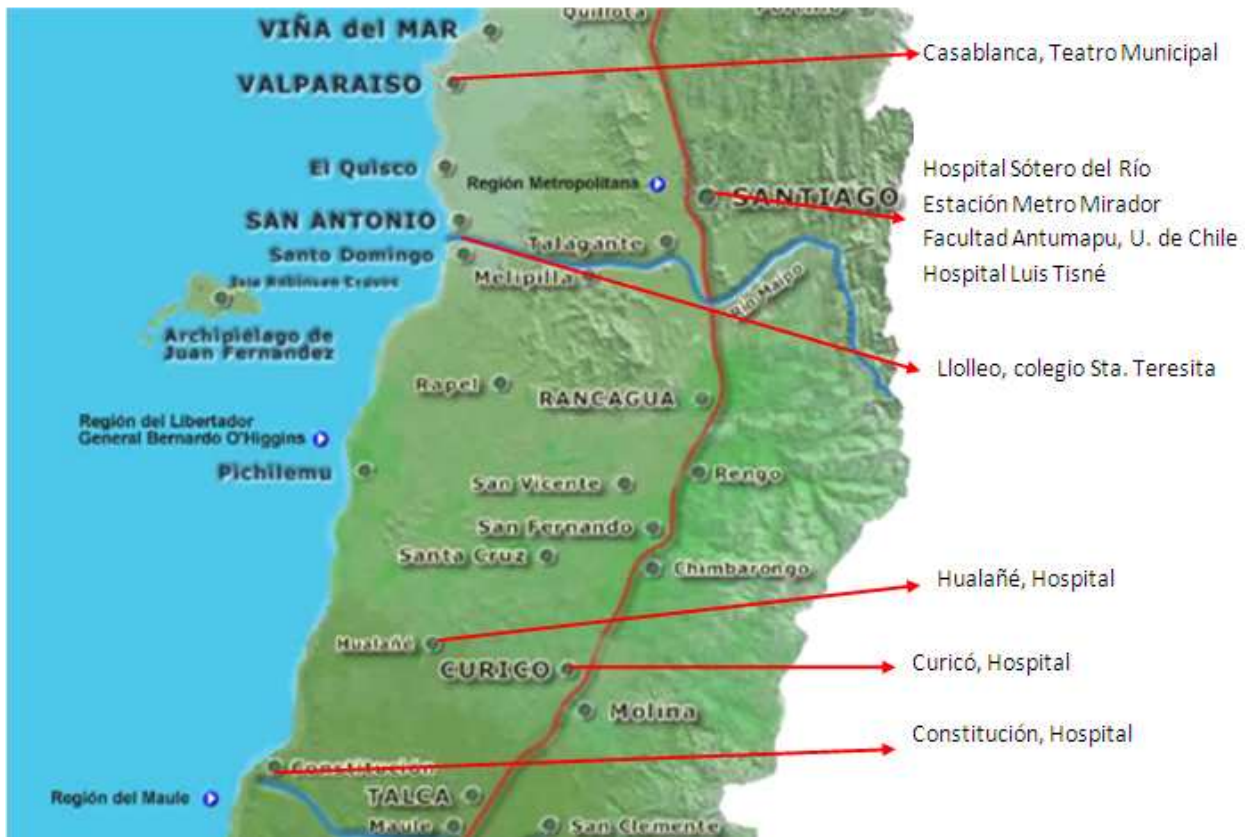 Quillota
VIÑA del MAR
Casablanca, Teatro Municipal
VALPARAISO
El Quisco
Región Metropolitana
Hospital Sótero del Río
SANTIAGO
Estación Metro Mirador
Facultad Antumapu, U. de Chile
Hospital Luis Tisné
SAN ANTONIO
Talagante
Santo Domingo
Melipilla
Río Maipo
Archipiélago de
Juan Fernandez
Llolleo, colegio Sta. Teresita
Rapel
RANCAGUA
Región del Libertador
General Bernardo O'Higgins
Pichilemu
Rengo
San Vicente
San Fernando
Santa Cruz
Chimbarongo
Hualañé, Hospital
Hualañé
CURICO
Curicó, Hospital
Molina
Constitución, Hospital
Constitución
Región del Maule
TALCA
Maule
San Clemente